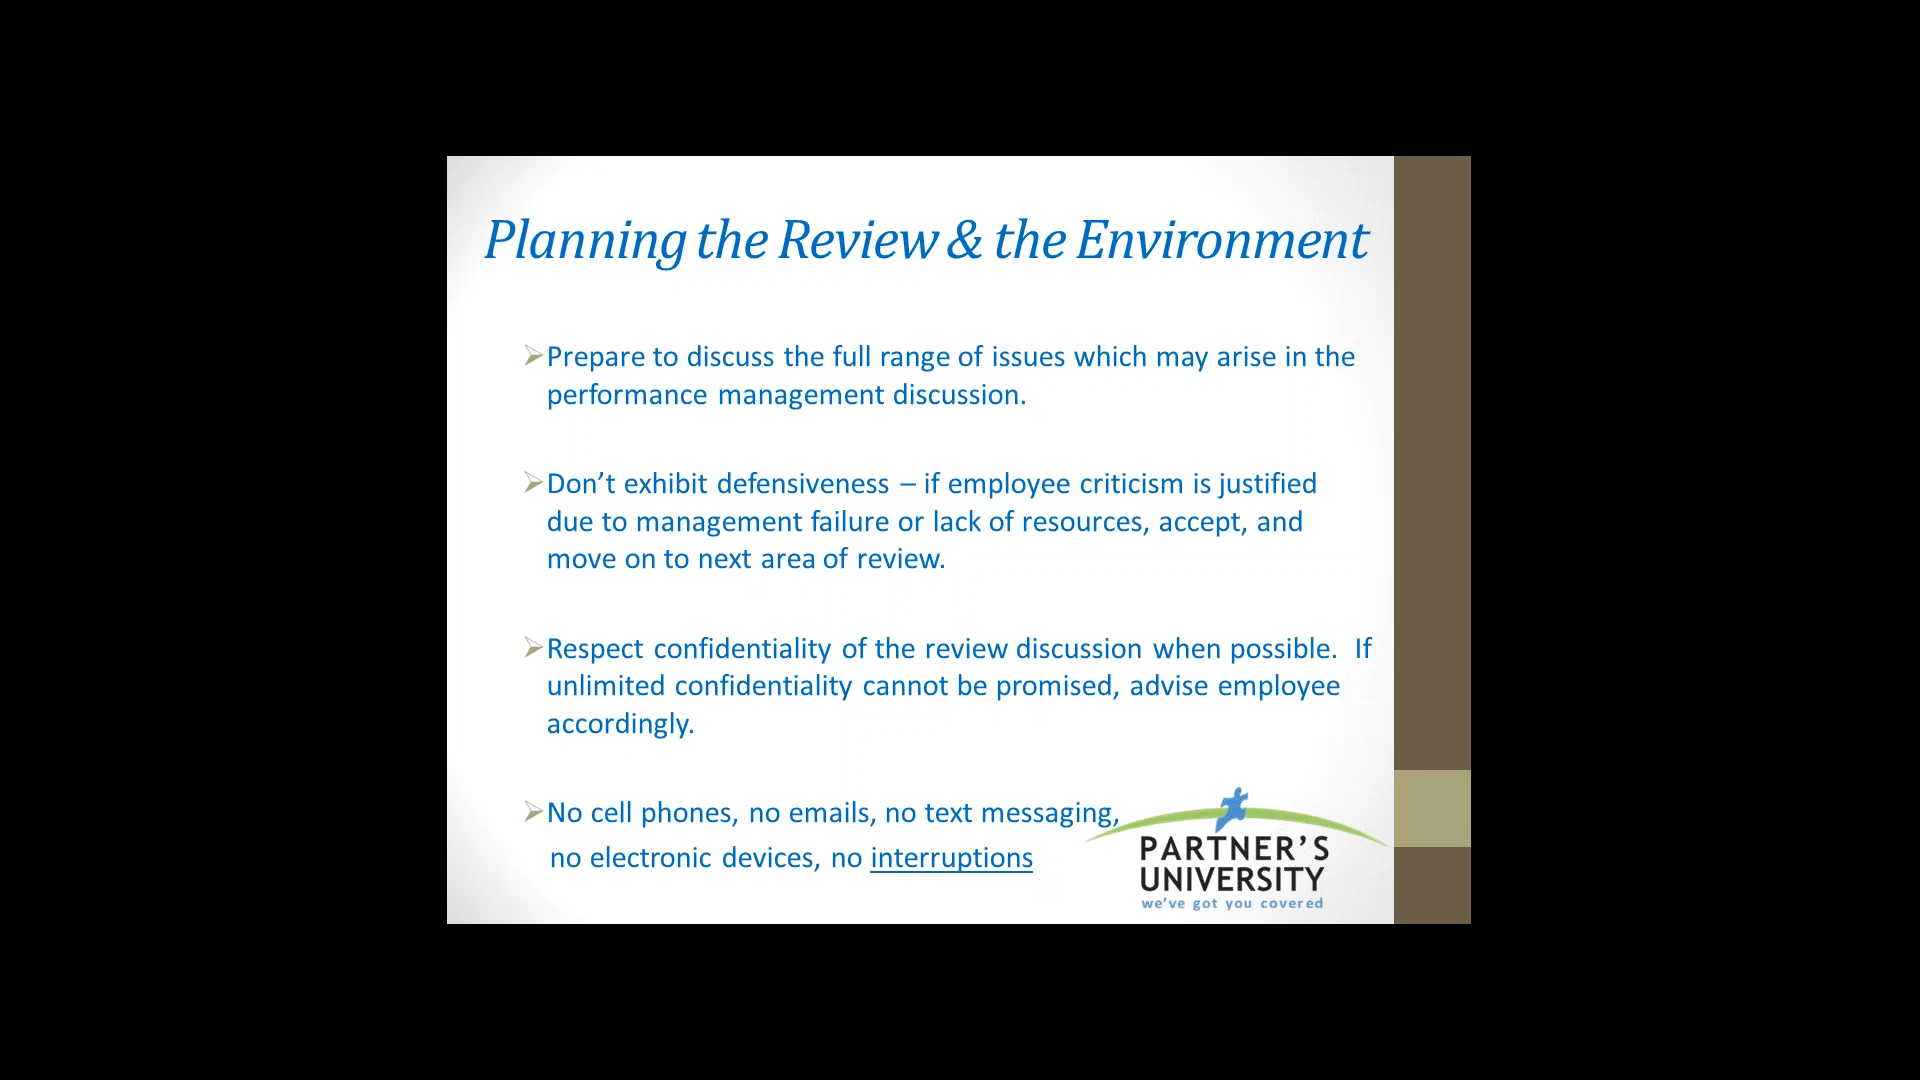 Planning the Review & the Environment
➢Prepare to discuss the full range of issues which may arise in the
performance management discussion.
➢Don’t exhibit defensiveness – if employee criticism is justified
due to management failure or lack of resources, accept, and
move on to next area of review.
➢Respect confidentiality of the review discussion when possible.  If
unlimited confidentiality cannot be promised, advise employee
accordingly.
➢No cell phones, no emails, no text messaging,
no electronic devices, no interruptions
PARTNER’S
UNIVERSITY
we’ve got you covered